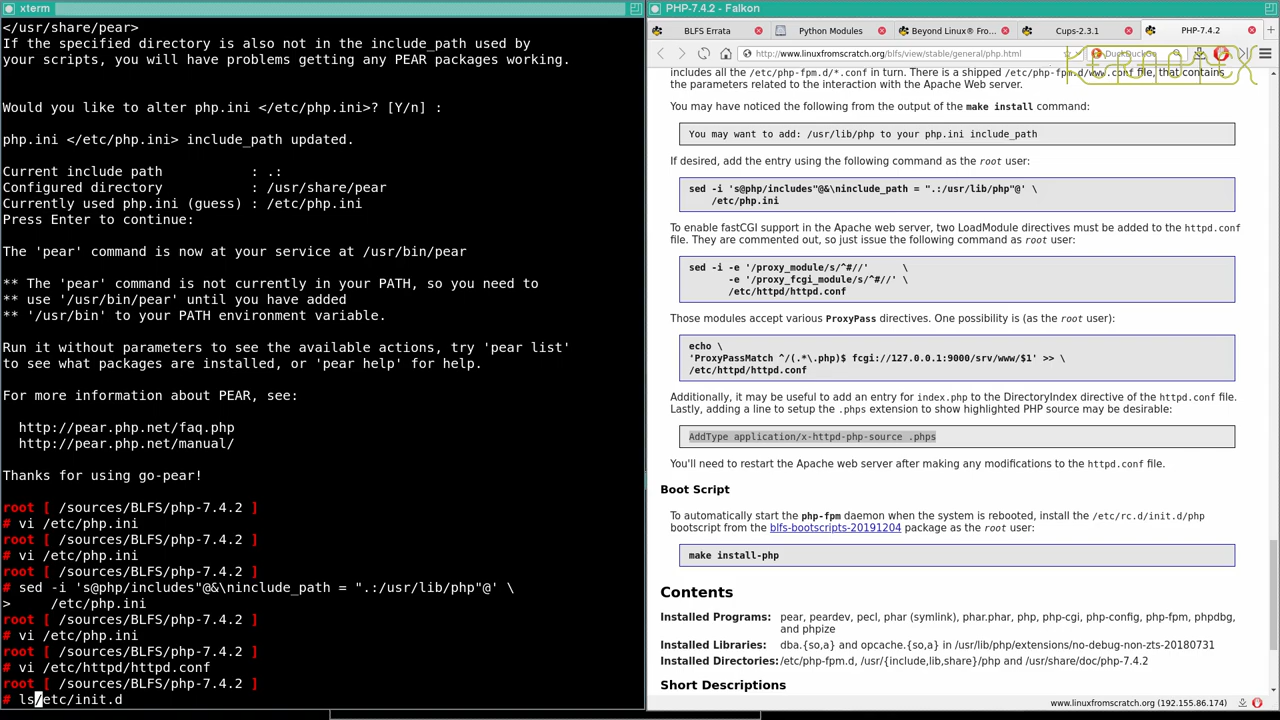 xterm
</usr/share/pear>
If the specified directory is also not in the include_path used by
your scripts, you will have problems getting any PEAR packages working.
Would you like to alter php.ini </etc/php.ini>? [Y/n] :
php.ini </etc/php.ini> include_path updated.
Current include path           : .:
Configured directory           : /usr/share/pear
Currently used php.ini (guess) : /etc/php.ini
Press Enter to continue:
The 'pear' command is now at your service at /usr/bin/pear
** The 'pear' command is not currently in your PATH, so you need to
** use '/usr/bin/pear' until you have added
** '/usr/bin' to your PATH environment variable.
Run it without parameters to see the available actions, try 'pear list'
to see what packages are installed, or 'pear help' for help.
For more information about PEAR, see:
http://pear.php.net/faq.php
http://pear.php.net/manual/
Thanks for using go-pear!
root [ /sources/BLFS/php-7.4.2 ]
# vi /etc/php.ini
root [ /sources/BLFS/php-7.4.2 ]
# vi /etc/php.ini
root [ /sources/BLFS/php-7.4.2 ]
# sed -i 's@php/includes"@&\ninclude_path = ".:/usr/lib/php"@' \
>     /etc/php.ini
root [ /sources/BLFS/php-7.4.2 ]
# vi /etc/php.ini
root [ /sources/BLFS/php-7.4.2 ]
# vi /etc/httpd/httpd.conf
root [ /sources/BLFS/php-7.4.2 ]
# ls/etc/init.d
PHP-7.4.2 - Falkon
BLFS Errata
Python Modules
Beyond Linux® Fro...
Cups-2.3.1
PHP-7.4.2
http://www.linuxfromscratch.org/blfs/view/stable/general/php.html
DuckDuckGo
KERNOTEX
includes all the /etc/php-fpm.d/*.conf in turn. There is a shipped /etc/php-fpm.d/www.conf file, that contains
the parameters related to the interaction with the Apache Web server.
You may have noticed the following from the output of the make install command:
You may want to add: /usr/lib/php to your php.ini include_path
If desired, add the entry using the following command as the root user:
sed -i 's@php/includes"@&\ninclude_path = ".:/usr/lib/php"@' \
/etc/php.ini
To enable fastCGI support in the Apache web server, two LoadModule directives must be added to the httpd.conf
file. They are commented out, so just issue the following command as root user:
sed -i -e '/proxy_module/s/^#//'      \
-e '/proxy_fcgi_module/s/^#//' \
/etc/httpd/httpd.conf
Those modules accept various ProxyPass directives. One possibility is (as the root user):
echo \
'ProxyPassMatch ^/(.*\.php)$ fcgi://127.0.0.1:9000/srv/www/$1' >> \
/etc/httpd/httpd.conf
Additionally, it may be useful to add an entry for index.php to the DirectoryIndex directive of the httpd.conf file.
Lastly, adding a line to setup the .phps extension to show highlighted PHP source may be desirable:
AddType application/x-httpd-php-source .phps
You'll need to restart the Apache web server after making any modifications to the httpd.conf file.
Boot Script
To automatically start the php-fpm daemon when the system is rebooted, install the /etc/rc.d/init.d/php
bootscript from the blfs-bootscripts-20191204 package as the root user:
make install-php
Contents
Installed Programs: pear, peardev, pecl, phar (symlink), phar.phar, php, php-cgi, php-config, php-fpm, phpdbg,
and phpize
Installed Libraries: dba.{so,a} and opcache.{so,a} in /usr/lib/php/extensions/no-debug-non-zts-20180731
Installed Directories: /etc/php-fpm.d, /usr/{include,lib,share}/php and /usr/share/doc/php-7.4.2
Short Descriptions
www.linuxfromscratch.org (192.155.86.174)